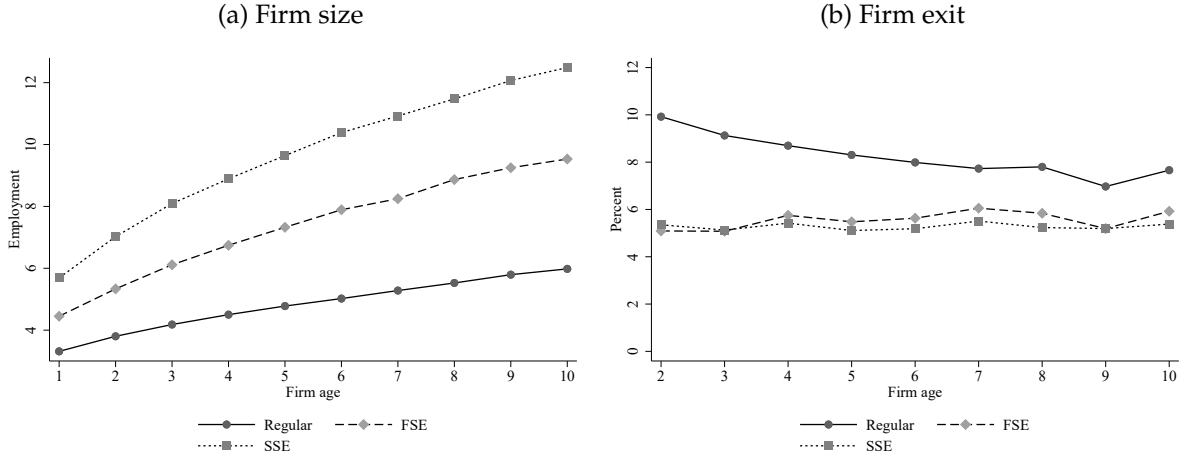 (a) Firm size
Employment
12
10
8
6
4
1 2 3 4 5 6 7 8 9 10
Firm age
Regular FSE
SSE
(b) Firm exit
Percent
12
10
8
6
4
2
0
2 3 4 5 6 7 8 9 10
Firm age
Regular FSE
SSE